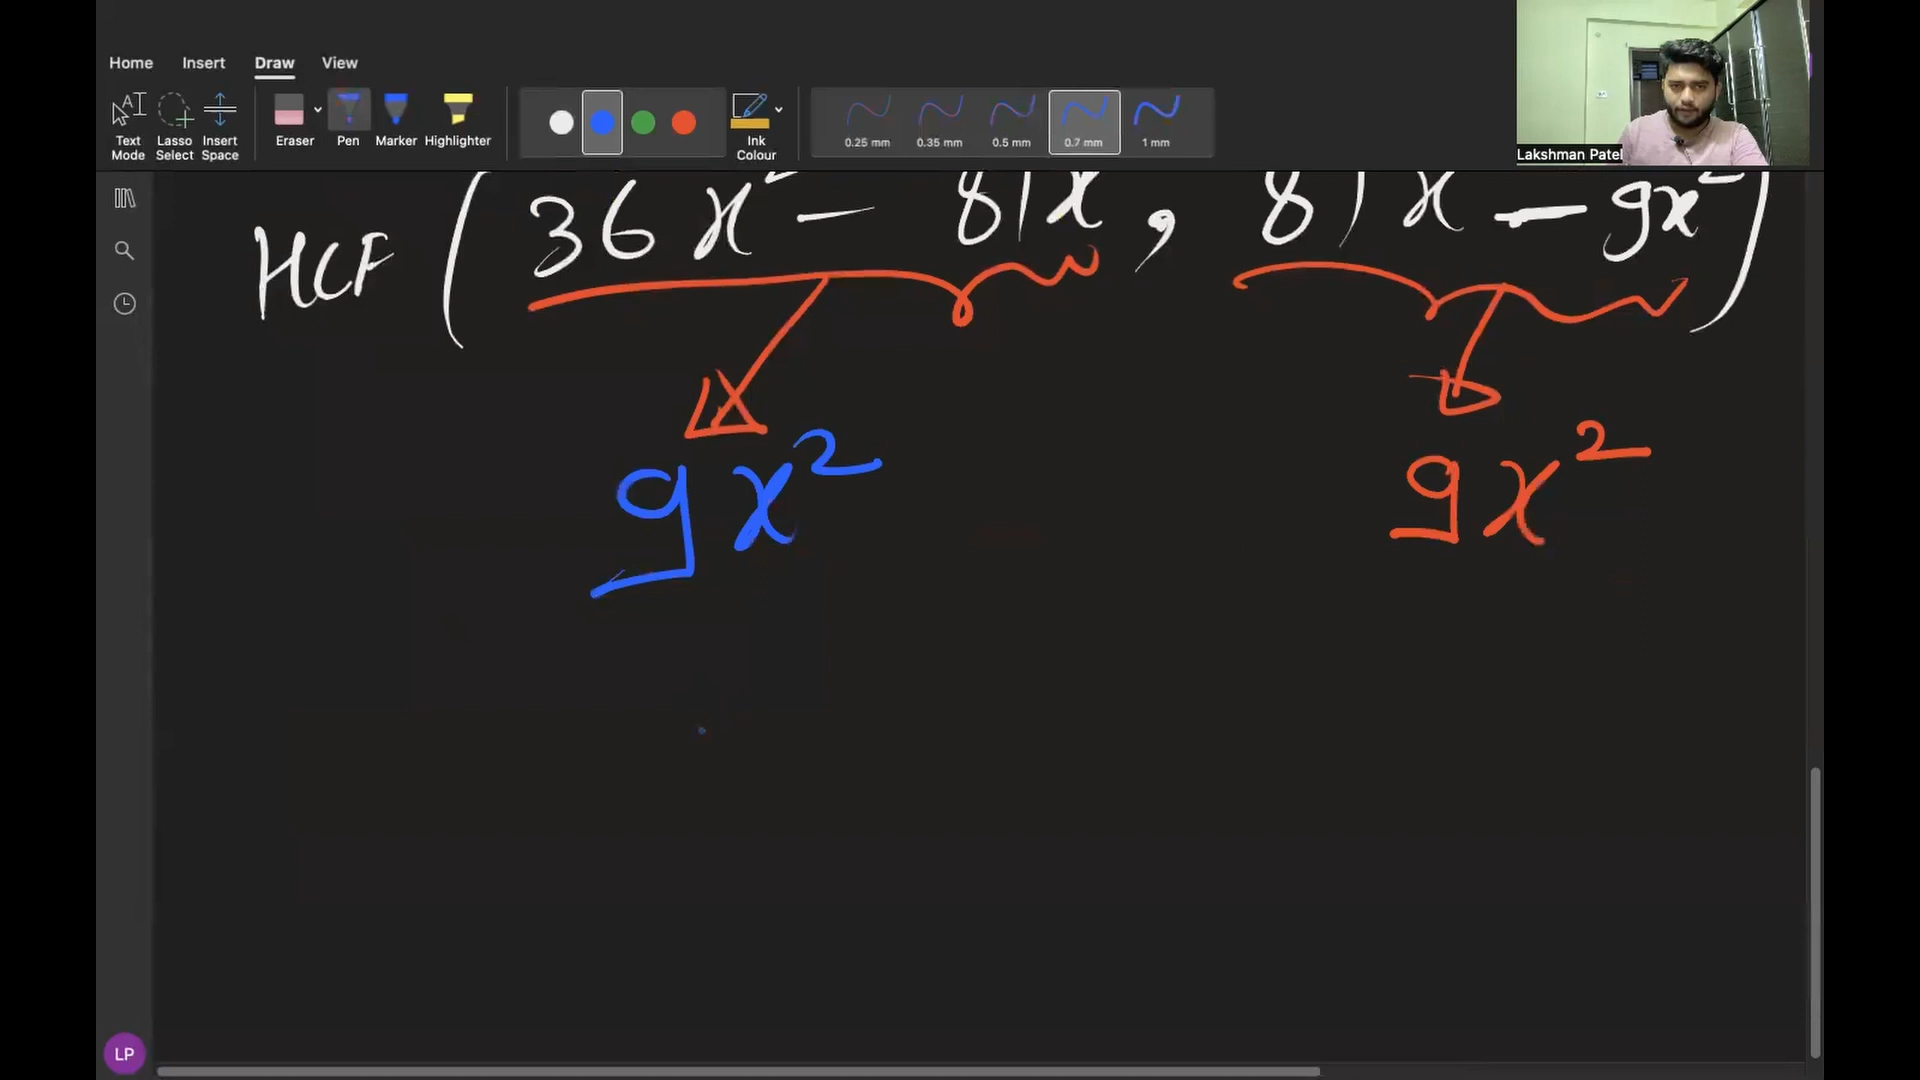 Home Insert Draw View
Text Mode Lasso Select Insert Space Eraser Pen Marker Highlighter Ink Colour 0.25 mm 0.35 mm 0.5 mm 0.7 mm 1 mm
Lakshman Patel
HCF (36x² - 81x, 81x - 9x²)
9x² 9x²
LP